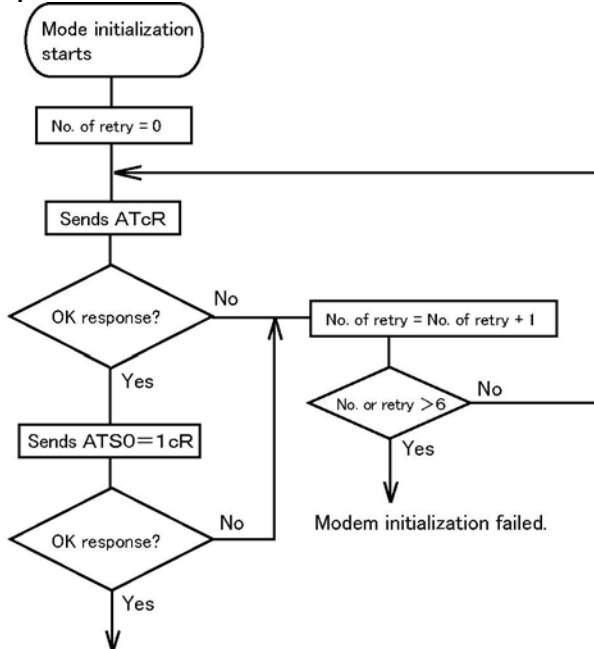 Mode initialization
starts
No. of retry = 0
Sends ATcR
OK response?
No
Yes
No. of retry = No. of retry + 1
No. or retry >6
No
Yes
Modem initialization failed.
Sends ATS0=1cR
OK response?
No
Yes